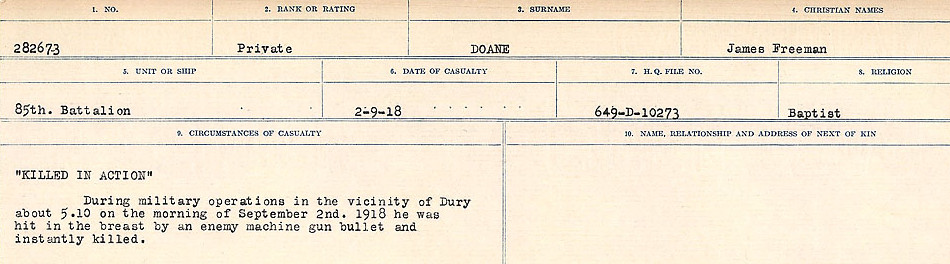 1. NO. 2. RANK OR RATING 3. SURNAME 4. CHRISTIAN NAMES
282673 Private DOANE James Freeman
5. UNIT OR SHIP 6. DATE OF CASUALTY 7. H.Q. FILE NO. 8. RELIGION
85th. Battalion 2-9-18 649-D-10273 Baptist
9. CIRCUMSTANCES OF CASUALTY 10. NAME, RELATIONSHIP AND ADDRESS OF NEXT OF KIN
"KILLED IN ACTION"
During military operations in the vicinity of Dury
about 5.10 on the morning of September 2nd. 1918 he was
hit in the breast by an enemy machine gun bullet and
instantly killed.